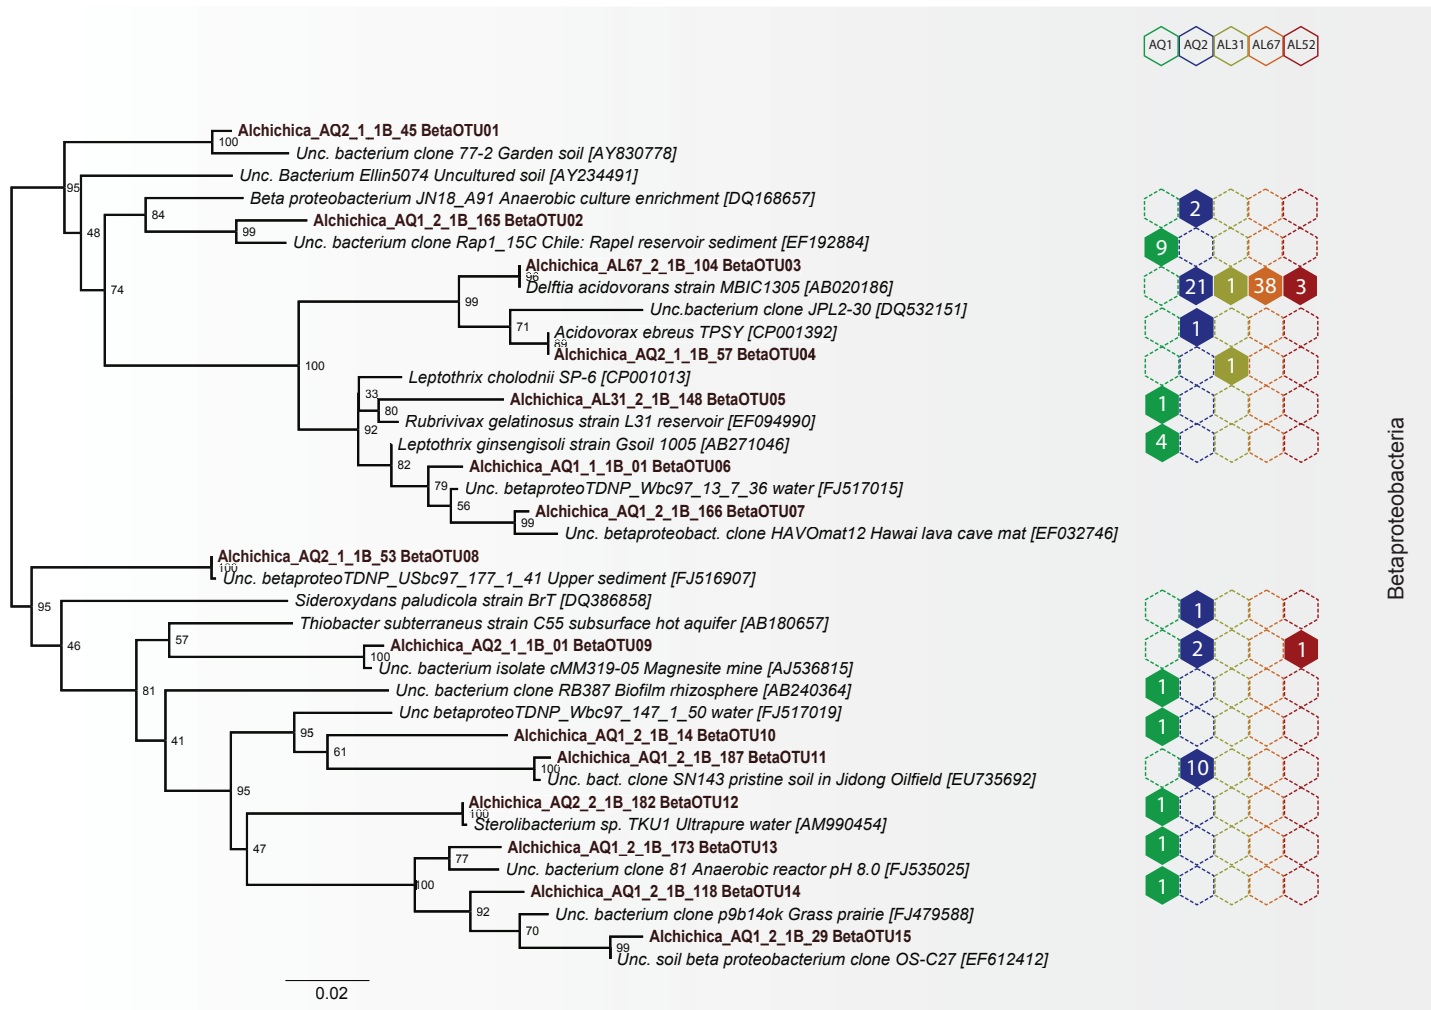 AQ1 AQ2 AL31 AL67 AL52
Alchichica_AQ2_1_1B_45 BetaOTU01
100
Unc. bacterium clone 77-2 Garden soil [AY830778]
Unc. Bacterium Ellin5074 Uncultured soil [AY234491]
95
Beta proteobacterium JN18_A91 Anaerobic culture enrichment [DQ168657]
84
2
Alchichica_AQ1_2_1B_165 BetaOTU02
99
48
Unc. bacterium clone Rap1_15C Chile: Rapel reservoir sediment [EF192884]
9
Alchichica_AL67_2_1B_104 BetaOTU03
96
Delftia acidovorans strain MBIC1305 [AB020186]
74
21 1 38 3
99
Unc.bacterium clone JPL2-30 [DQ532151]
71
1
Acidovorax ebreus TPSY [CP001392]
89
Alchichica_AQ2_1_1B_57 BetaOTU04
100
1
Leptothrix cholodnii SP-6 [CP001013]
33
Alchichica_AL31_2_1B_148 BetaOTU05
80
1
Rubrivivax gelatinosus strain L31 reservoir [EF094990]
92
Leptothrix ginsengisoli strain Gsoil 1005 [AB271046]
4
82
Alchichica_AQ1_1_1B_01 BetaOTU06
79
Unc. betaproteoTDNP_Wbc97_13_7_36 water [FJ517015]
56
Alchichica_AQ1_2_1B_166 BetaOTU07
99
Unc. betaproteobact. clone HAVOmat12 Hawai lava cave mat [EF032746]
Betaproteobacteria
Alchichica_AQ2_1_1B_53 BetaOTU08
100
Unc. betaproteoTDNP_USbc97_177_1_41 Upper sediment [FJ516907]
95
Sideroxydans paludicola strain BrT [DQ386858]
1
Thiobacter subterraneus strain C55 subsurface hot aquifer [AB180657]
57
46
Alchichica_AQ2_1_1B_01 BetaOTU09
100
2 1
Unc. bacterium isolate cMM319-05 Magnesite mine [AJ536815]
81
Unc. bacterium clone RB387 Biofilm rhizosphere [AB240364]
1
Unc betaproteoTDNP_Wbc97_147_1_50 water [FJ517019]
95
1
Alchichica_AQ1_2_1B_14 BetaOTU10
41
61
Alchichica_AQ1_2_1B_187 BetaOTU11
100
10
Unc. bact. clone SN143 pristine soil in Jidong Oilfield [EU735692]
95
Alchichica_AQ2_2_1B_182 BetaOTU12
100
1
Sterolibacterium sp. TKU1 Ultrapure water [AM990454]
47
Alchichica_AQ1_2_1B_173 BetaOTU13
77
1
Unc. bacterium clone 81 Anaerobic reactor pH 8.0 [FJ535025]
100
1
Alchichica_AQ1_2_1B_118 BetaOTU14
92
Unc. bacterium clone p9b14ok Grass prairie [FJ479588]
70
Alchichica_AQ1_2_1B_29 BetaOTU15
99
Unc. soil beta proteobacterium clone OS-C27 [EF612412]
0.02